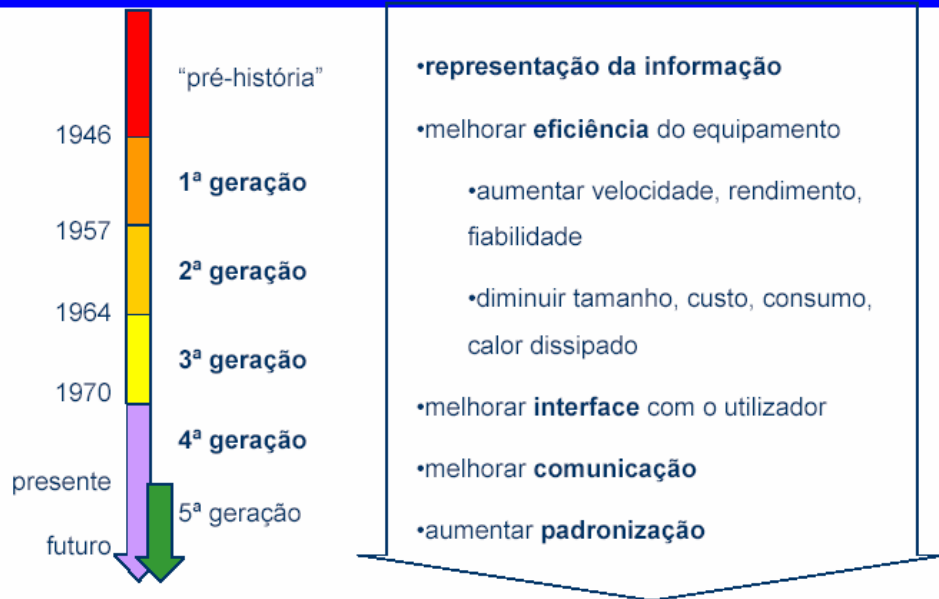 "pré-história"
1946
1ª geração
1957
2ª geração
1964
3ª geração
1970
4ª geração
presente
5ª geração
futuro
•representação da informação
•melhorar eficiência do equipamento
•aumentar velocidade, rendimento,
fiabilidade
•diminuir tamanho, custo, consumo,
calor dissipado
•melhorar interface com o utilizador
•melhorar comunicação
•aumentar padronização